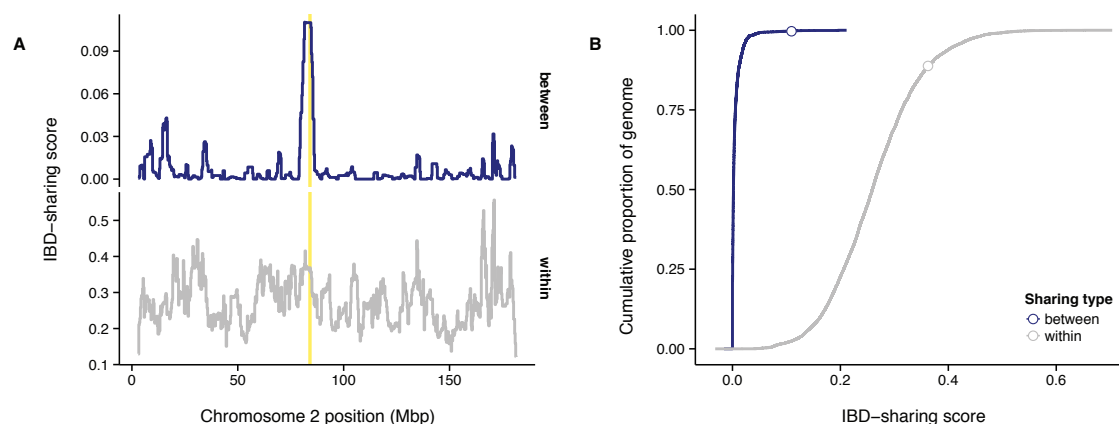 A
IBD−sharing score
0.09
0.06
0.03
0.00
between
0.5
0.4
0.3
0.2
0.1
within
0
50
100
150
Chromosome 2 position (Mbp)
B
Cumulative proportion of genome
1.00
0.75
0.50
0.25
0.00
Sharing type
between
within
0.0
0.2
0.4
0.6
IBD−sharing score